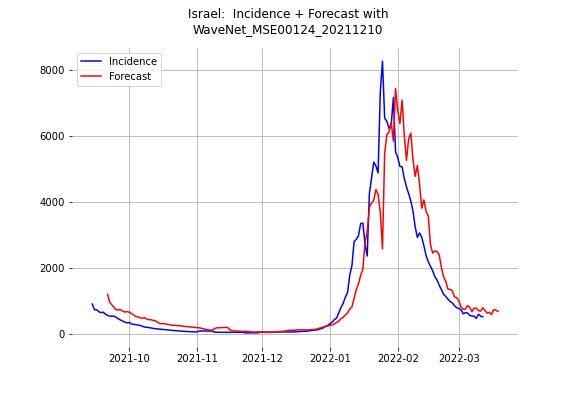 Israel:  Incidence + Forecast with
WaveNet_MSE00124_20211210
Incidence
Forecast
8000
6000
4000
2000
0
2021-10
2021-11
2021-12
2022-01
2022-02
2022-03